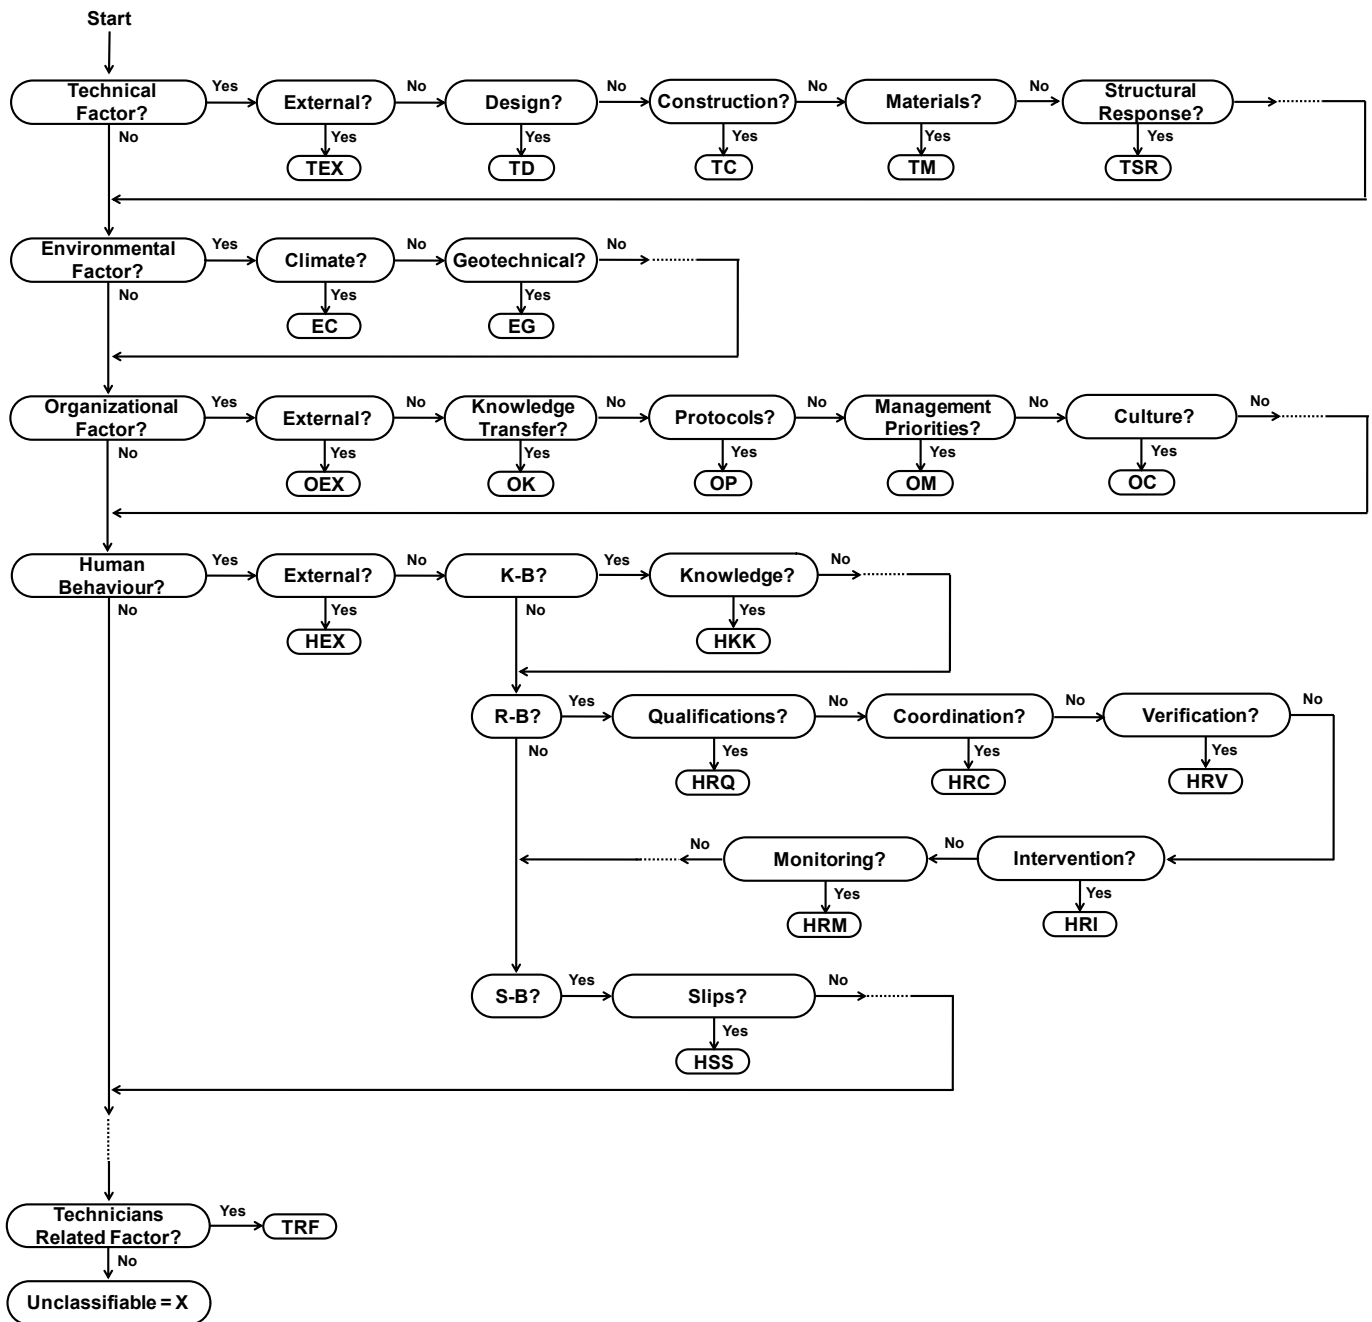 Start
Technical
Factor?
Yes
External?
No
Design?
No
Construction?
No
Materials?
No
Structural
Response?
No
Yes
Yes
Yes
Yes
Yes
TEX
TD
TC
TM
TSR
Environmental
Factor?
Yes
Climate?
No
Geotechnical?
No
No
Yes
Yes
EC
EG
Organizational
Factor?
Yes
External?
No
Knowledge
Transfer?
No
Protocols?
No
Management
Priorities?
No
Culture?
No
No
Yes
Yes
Yes
Yes
Yes
OEX
OK
OP
OM
OC
Human
Behaviour?
Yes
External?
No
K-B?
Yes
Knowledge?
No
No
Yes
No
Yes
HEX
HKK
R-B?
Yes
Qualifications?
No
Coordination?
No
Verification?
No
No
Yes
Yes
Yes
HRQ
HRC
HRV
No
Monitoring?
No
Intervention?
Yes
Yes
HRM
HRI
S-B?
Yes
Slips?
No
Yes
HSS
Technicians
Related Factor?
Yes
TRF
No
Unclassifiable = X